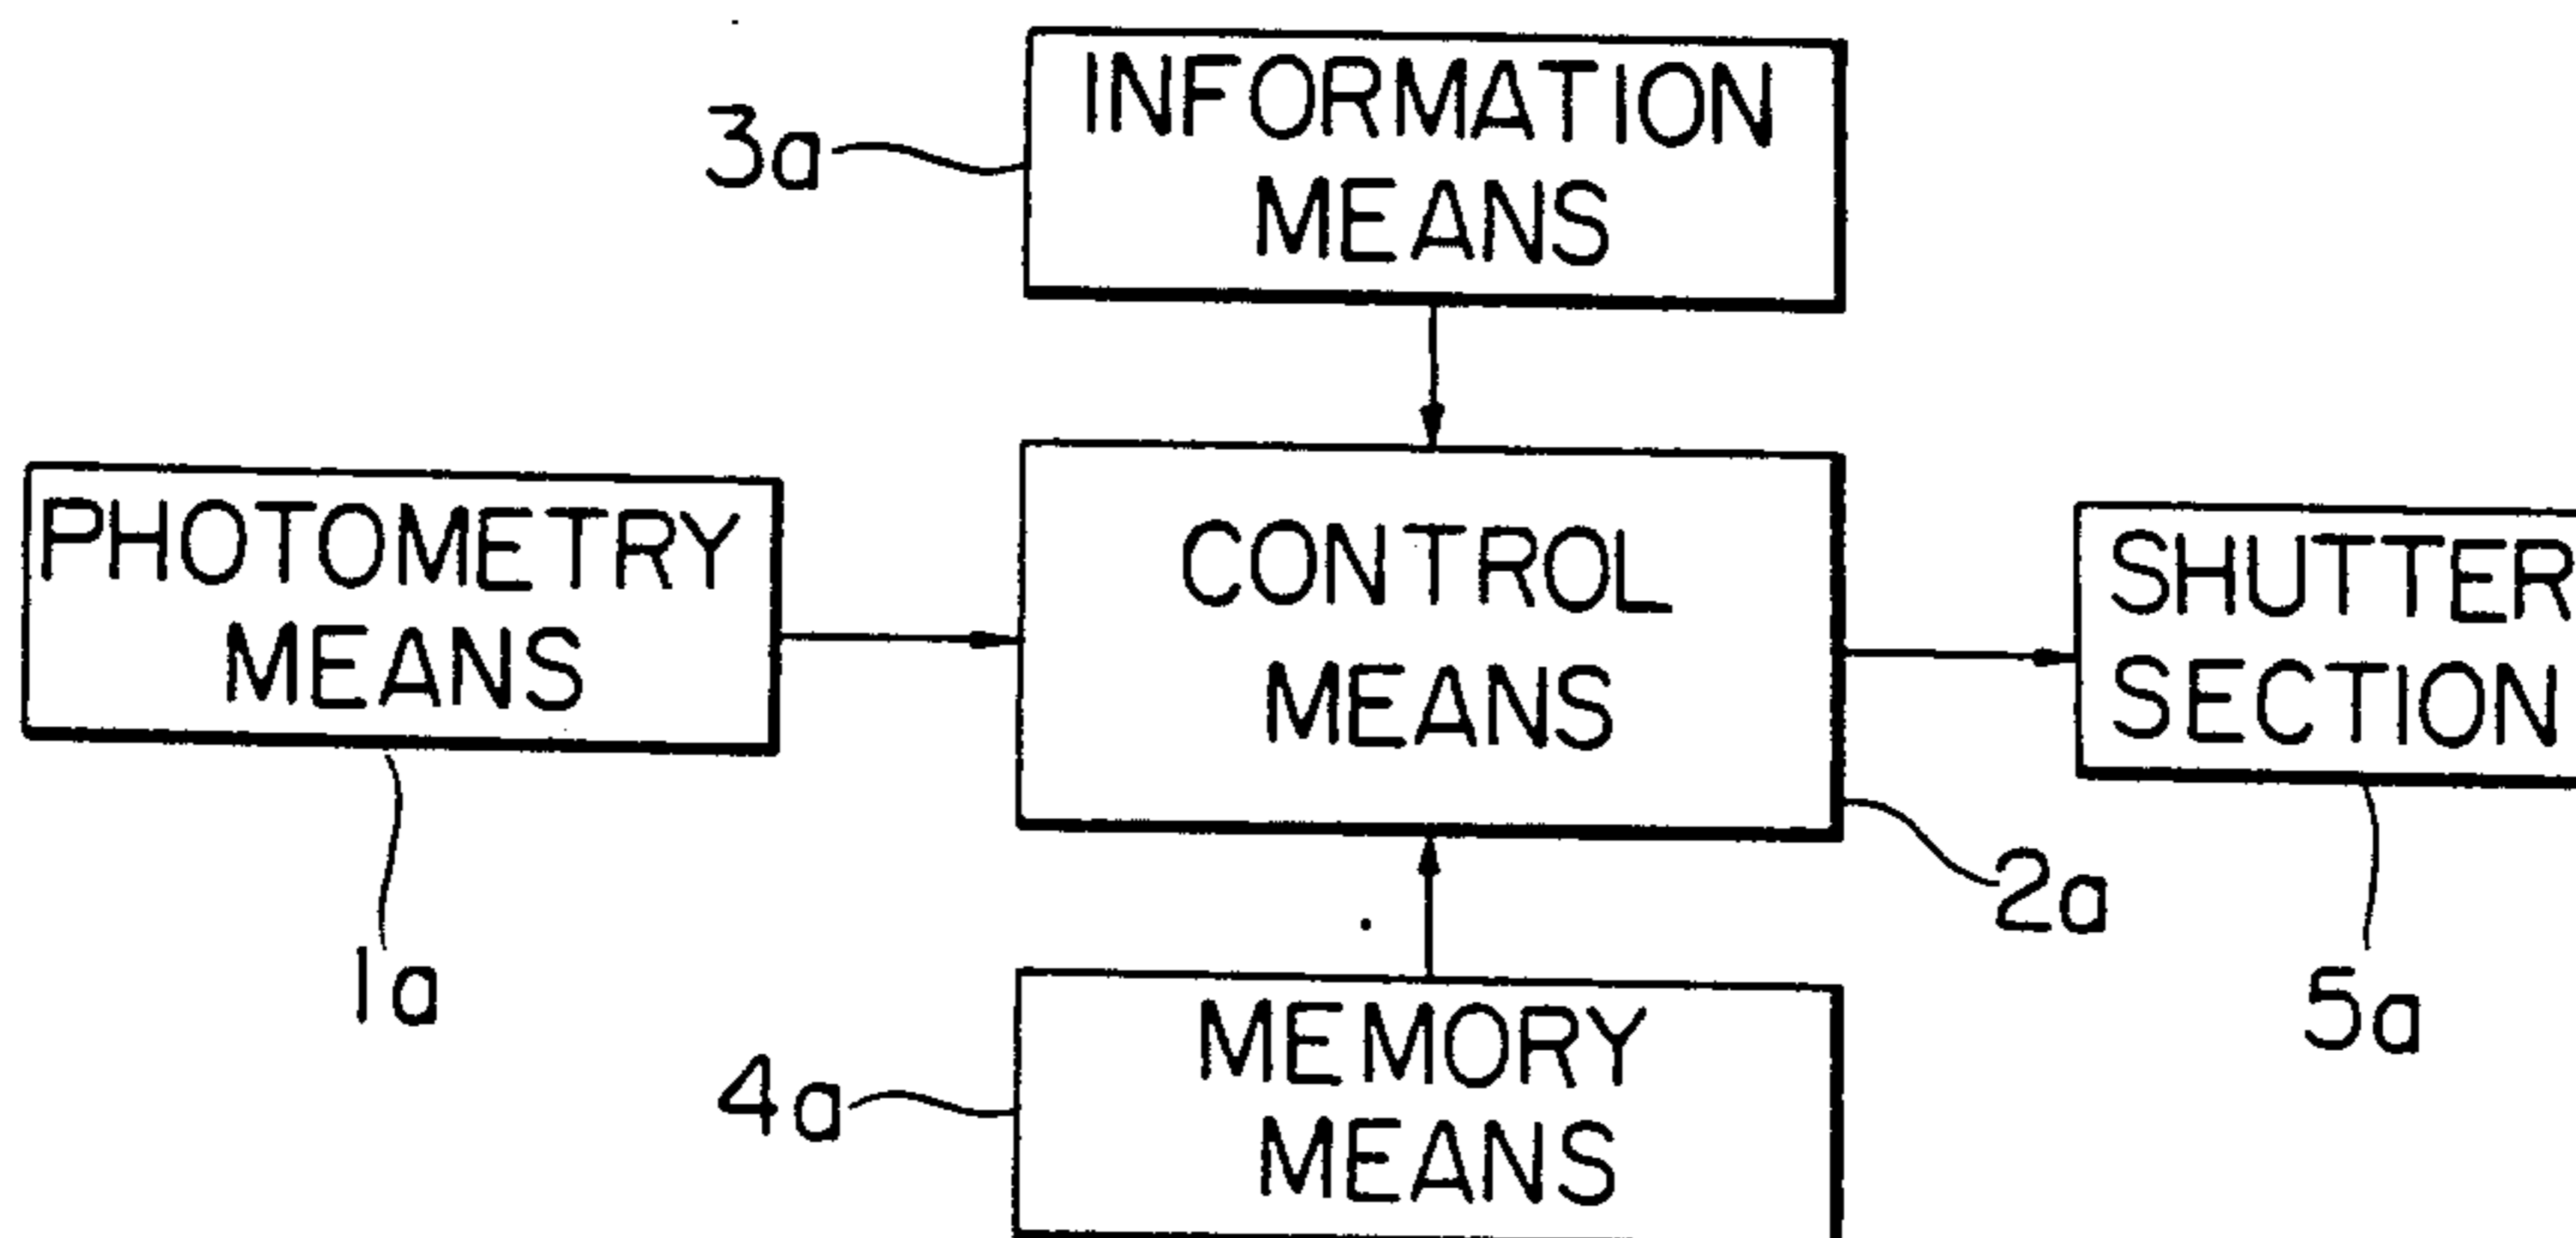 INFORMATION
MEANS
3a
PHOTOMETRY
MEANS
1a
CONTROL
MEANS
2a
SHUTTER
SECTION
5a
MEMORY
MEANS
4a